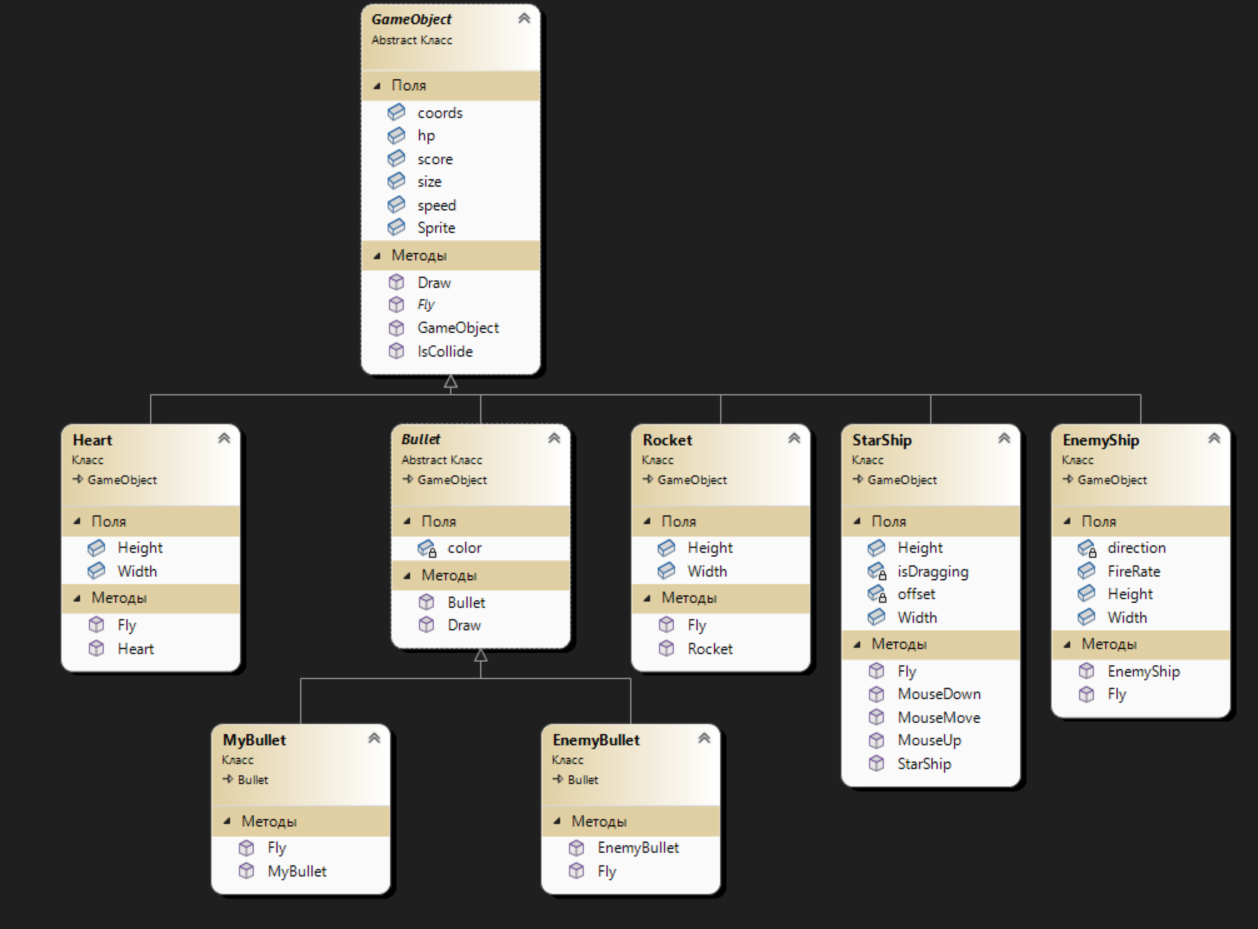 GameObject
Abstract Класс
Поля
coords
hp
score
size
speed
Sprite
Методы
Draw
Fly
GameObject
IsCollide
Heart
Класс
GameObject
Поля
Height
Width
Методы
Fly
Heart
Bullet
Abstract Класс
GameObject
Поля
color
Методы
Bullet
Draw
Rocket
Класс
GameObject
Поля
Height
Width
Методы
Fly
Rocket
StarShip
Класс
GameObject
Поля
Height
isDragging
offset
Width
Методы
Fly
MouseDown
MouseMove
MouseUp
StarShip
EnemyShip
Класс
GameObject
Поля
direction
FireRate
Height
Width
Методы
EnemyShip
Fly
MyBullet
Класс
Bullet
Методы
Fly
MyBullet
EnemyBullet
Класс
Bullet
Методы
EnemyBullet
Fly